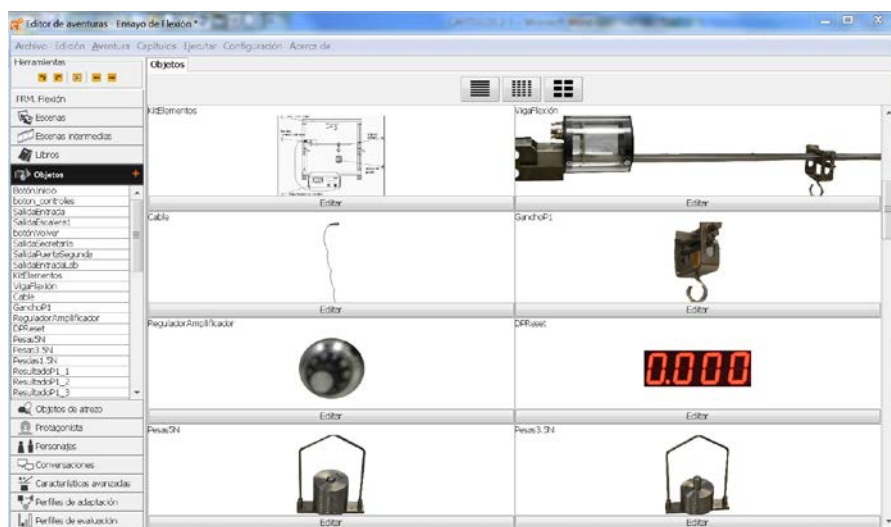 Editor de aventuras - Ensayo de Flexión *
Archivo Edición Aventura Capítulos Ejecutar Configuración Acerca de
Herramientas
FRM. Flexión
Escenas
Escenas intermedias
Libros
Objetos
BotónInicio
boton_controles
SalidaEntrada
SalidaEscalera1
botónVolver
SalidaSecretaria
SalidaPuertaSegunda
SalidaEntradaLab
KitElementos
VigaFlexión
Cable
GanchoP1
ReguladorAmplificador
DPReset
Pesas5N
Pesas3.5N
Pesdas1.5N
ResultadoP1_1
ResultadoP1_2
ResultadoP1_3
Objetos de atrezo
Protagonista
Personajes
Conversaciones
Características avanzadas
Perfiles de adaptación
Perfiles de evaluación
Objetos
KitElementos
VigaFlexión
Editar
Editar
Cable
GanchoP1
Editar
Editar
ReguladorAmplificador
DPReset
0.000
Editar
Editar
Pesas5N
Pesas3.5N
Editar
Editar